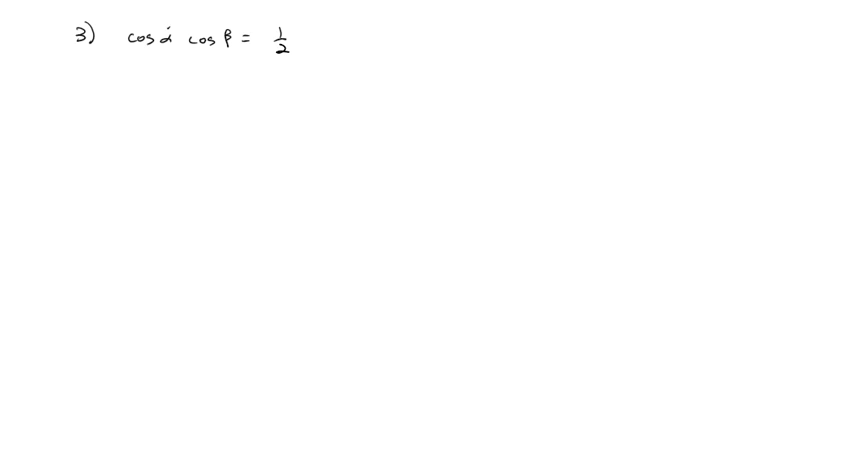 3) cos α cos β = 1/2